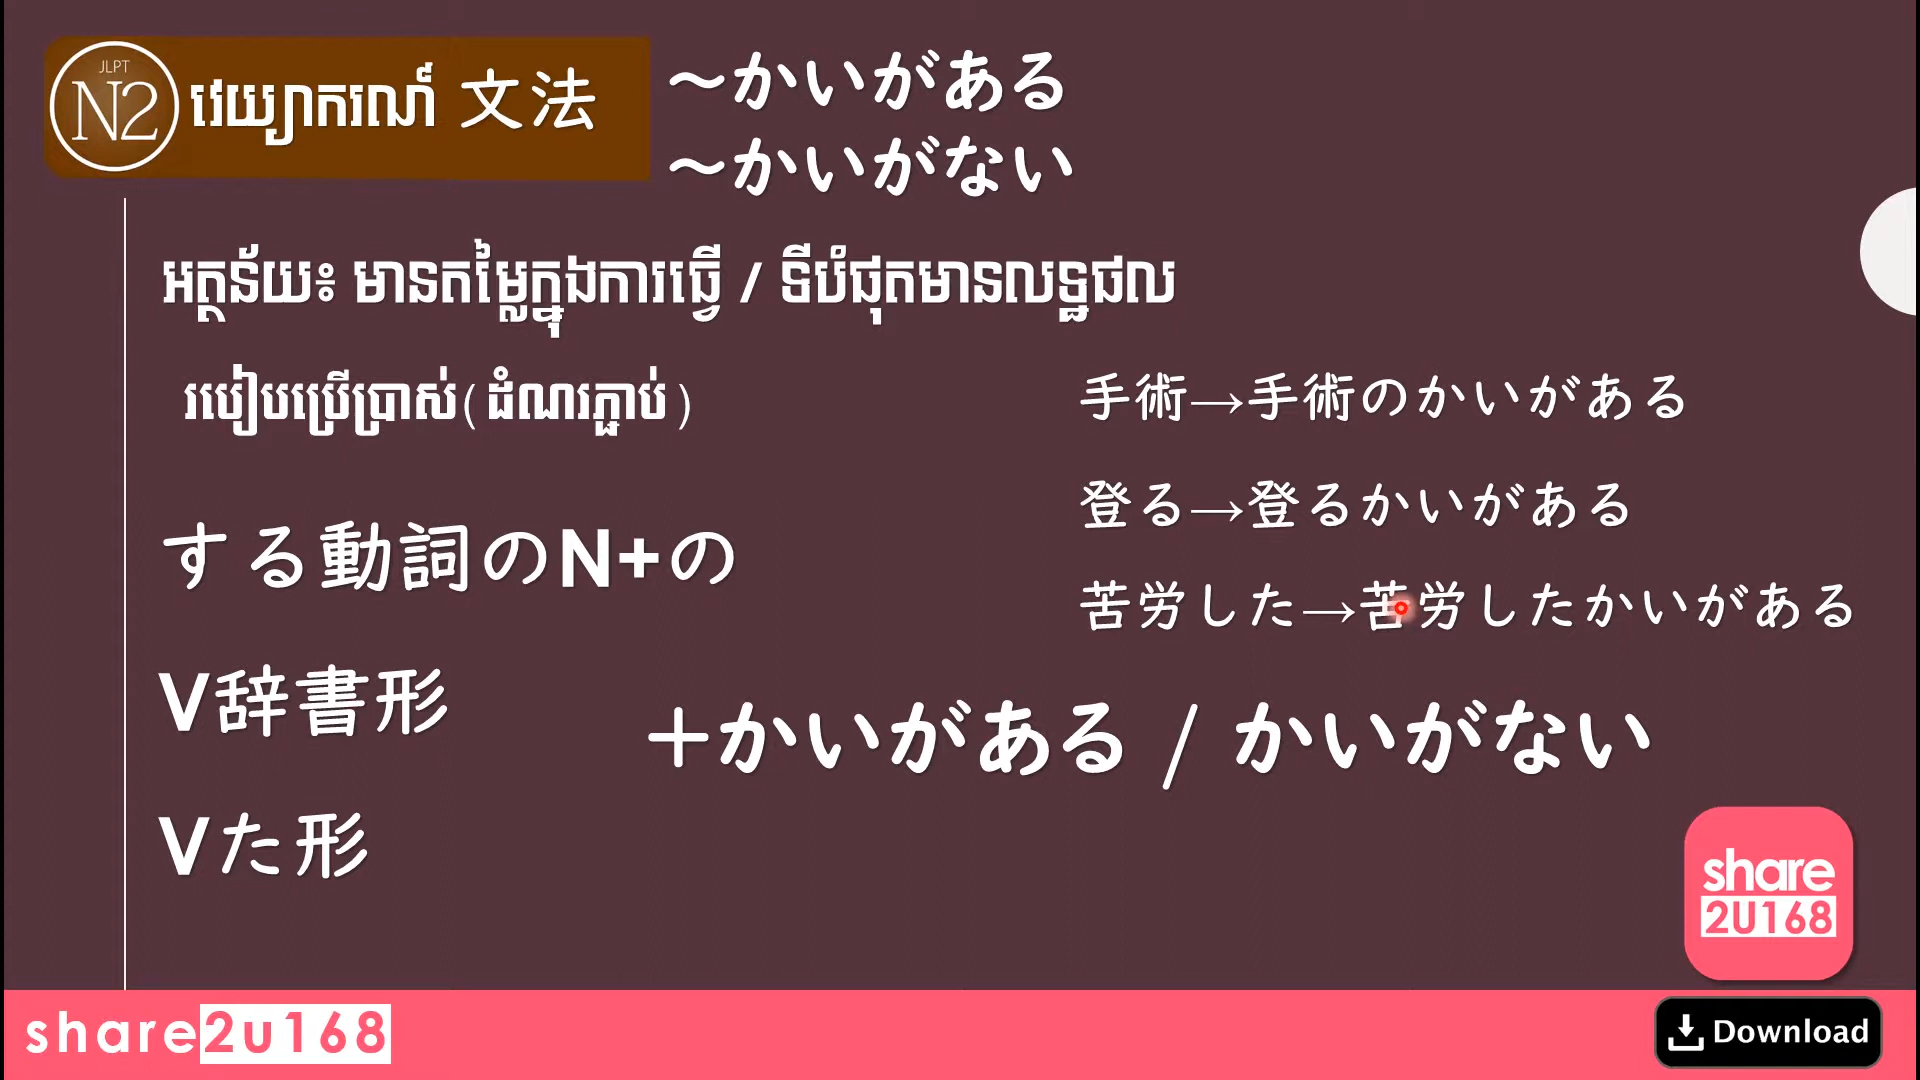 JLPT
N2
វេយ្យាករណ៍ 文法
～かいがある
～かいがない
អត្ថន័យ៖ មានតម្លៃក្នុងការធ្វើ / ទីបំផុតមានលទ្ធផល
របៀបប្រើប្រាស់(ដំណរភ្ជាប់)
手術→手術のかいがある
登る→登るかいがある
苦労した→苦労したかいがある
する動詞のN+の
V辞書形
+かいがある / かいがない
Vた形
share
2U168
share2u168
Download